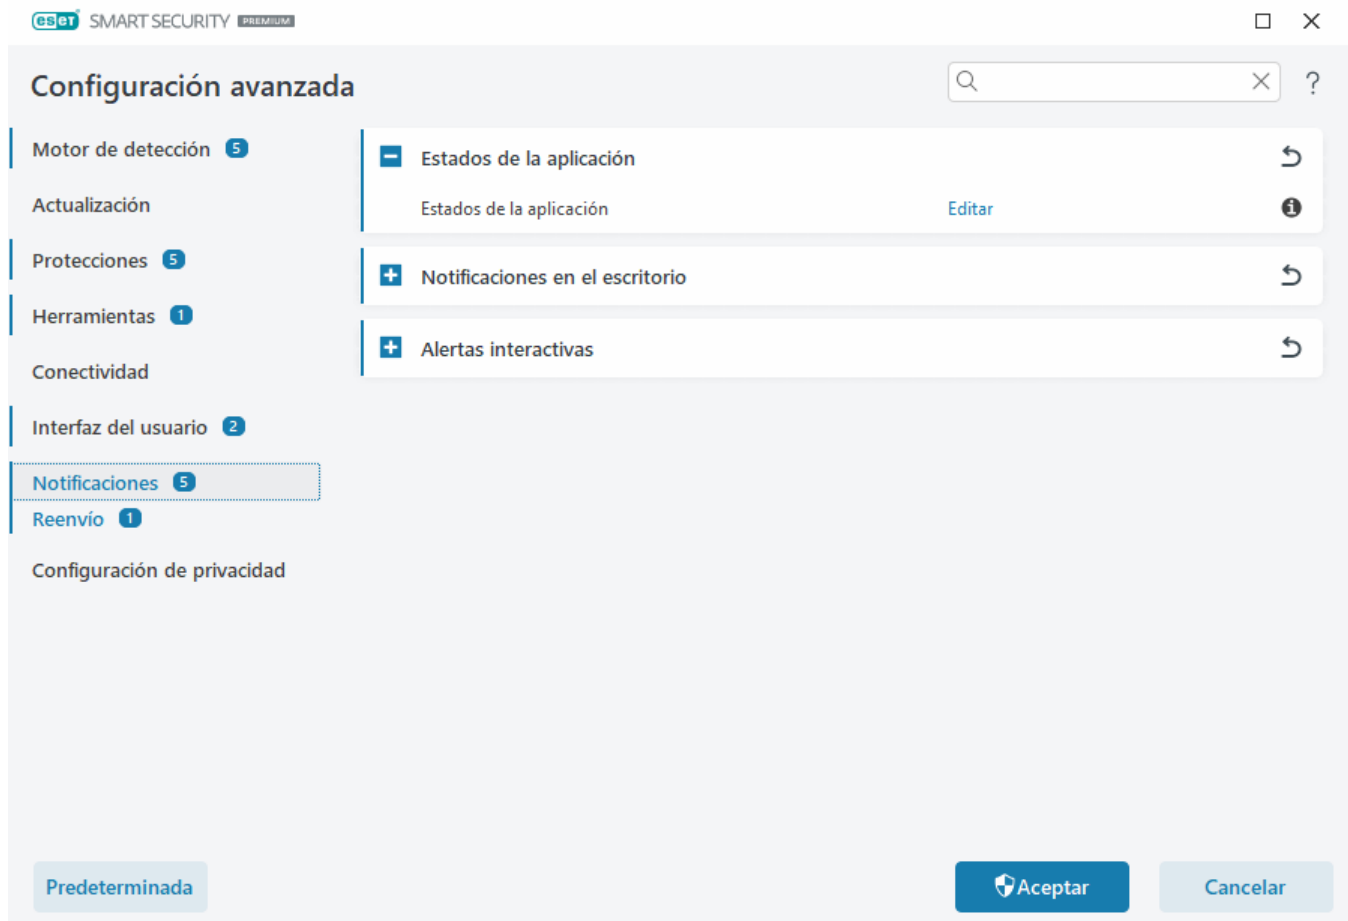 eset SMART SECURITY PREMIUM
Configuración avanzada
?
Motor de detección 5
Actualización
Protecciones 5
Herramientas 1
Conectividad
Interfaz del usuario 2
Notificaciones 5
Reenvío 1
Configuración de privacidad
Estados de la aplicación
Estados de la aplicación Editar
Notificaciones en el escritorio
Alertas interactivas
Predeterminada
Aceptar
Cancelar